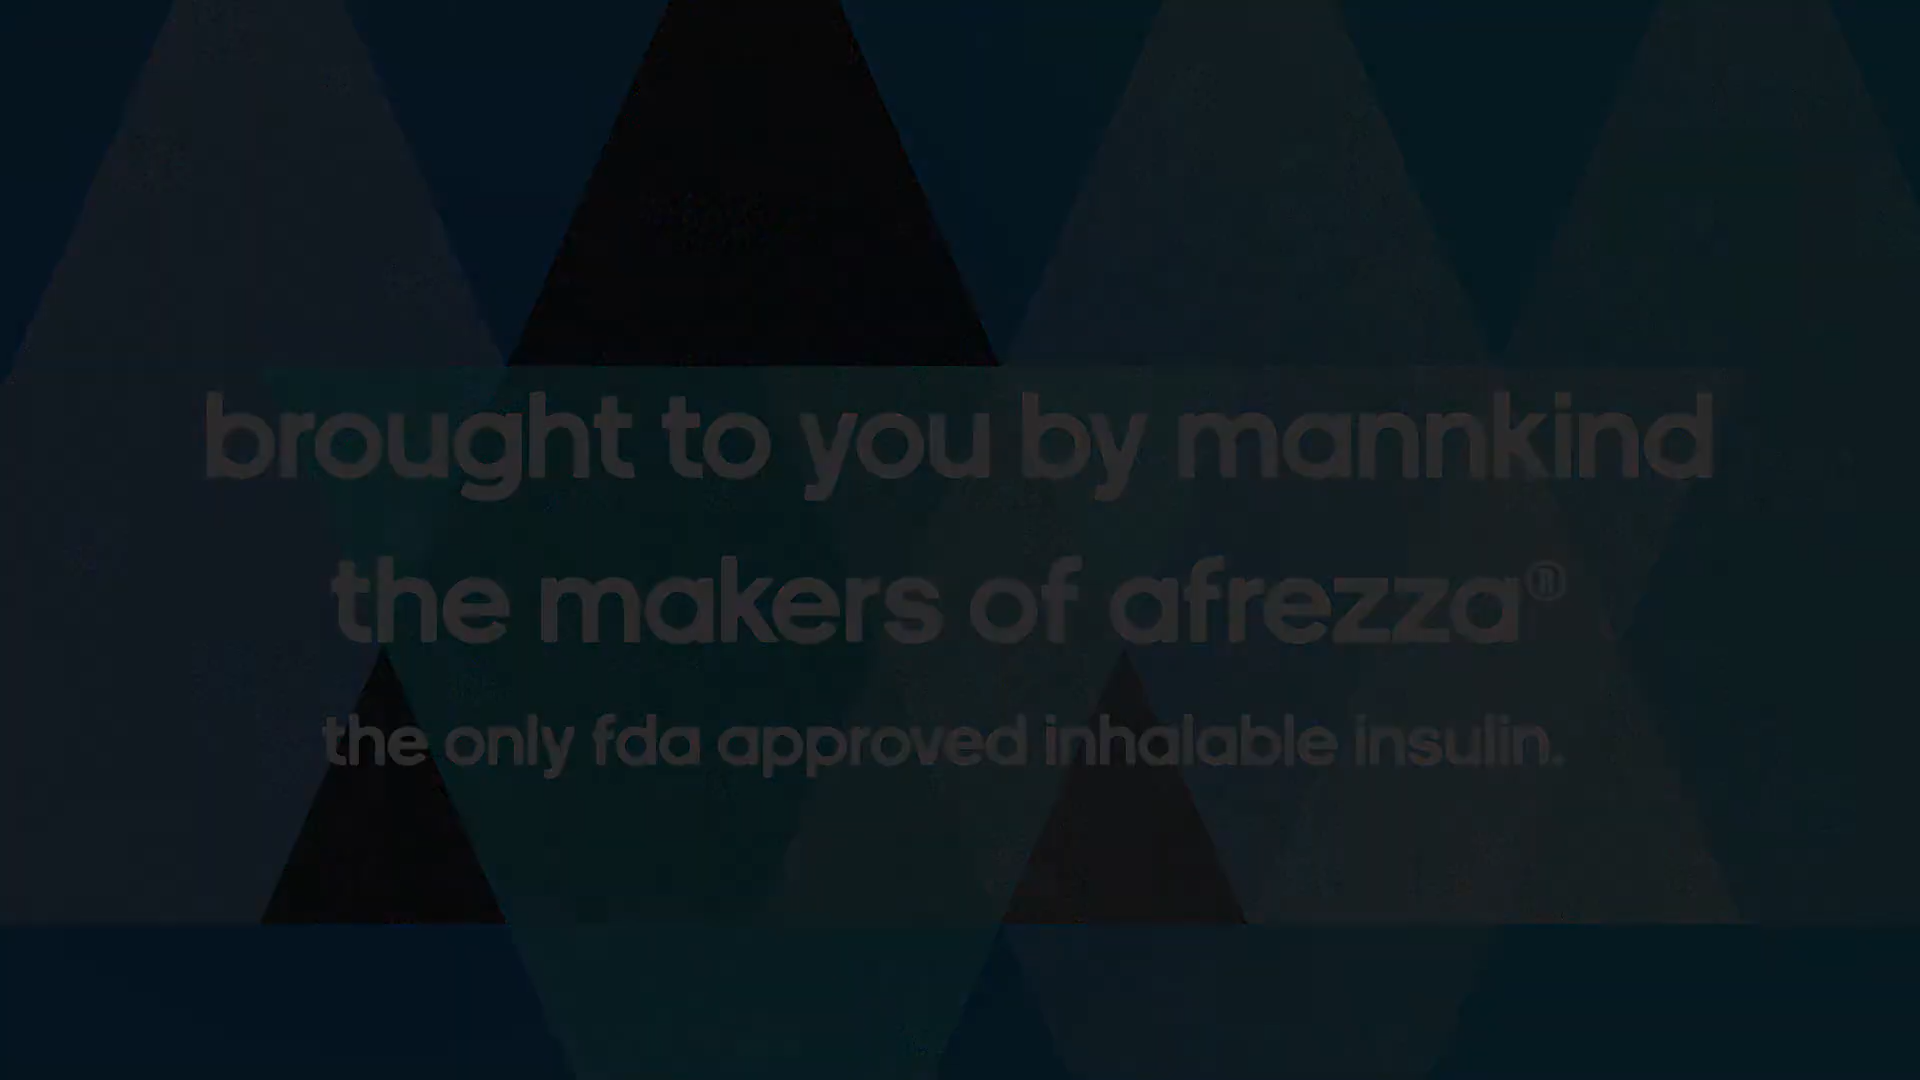 brought to you by mannkind
the makers of afrezza®
the only fda approved inhalable insulin.